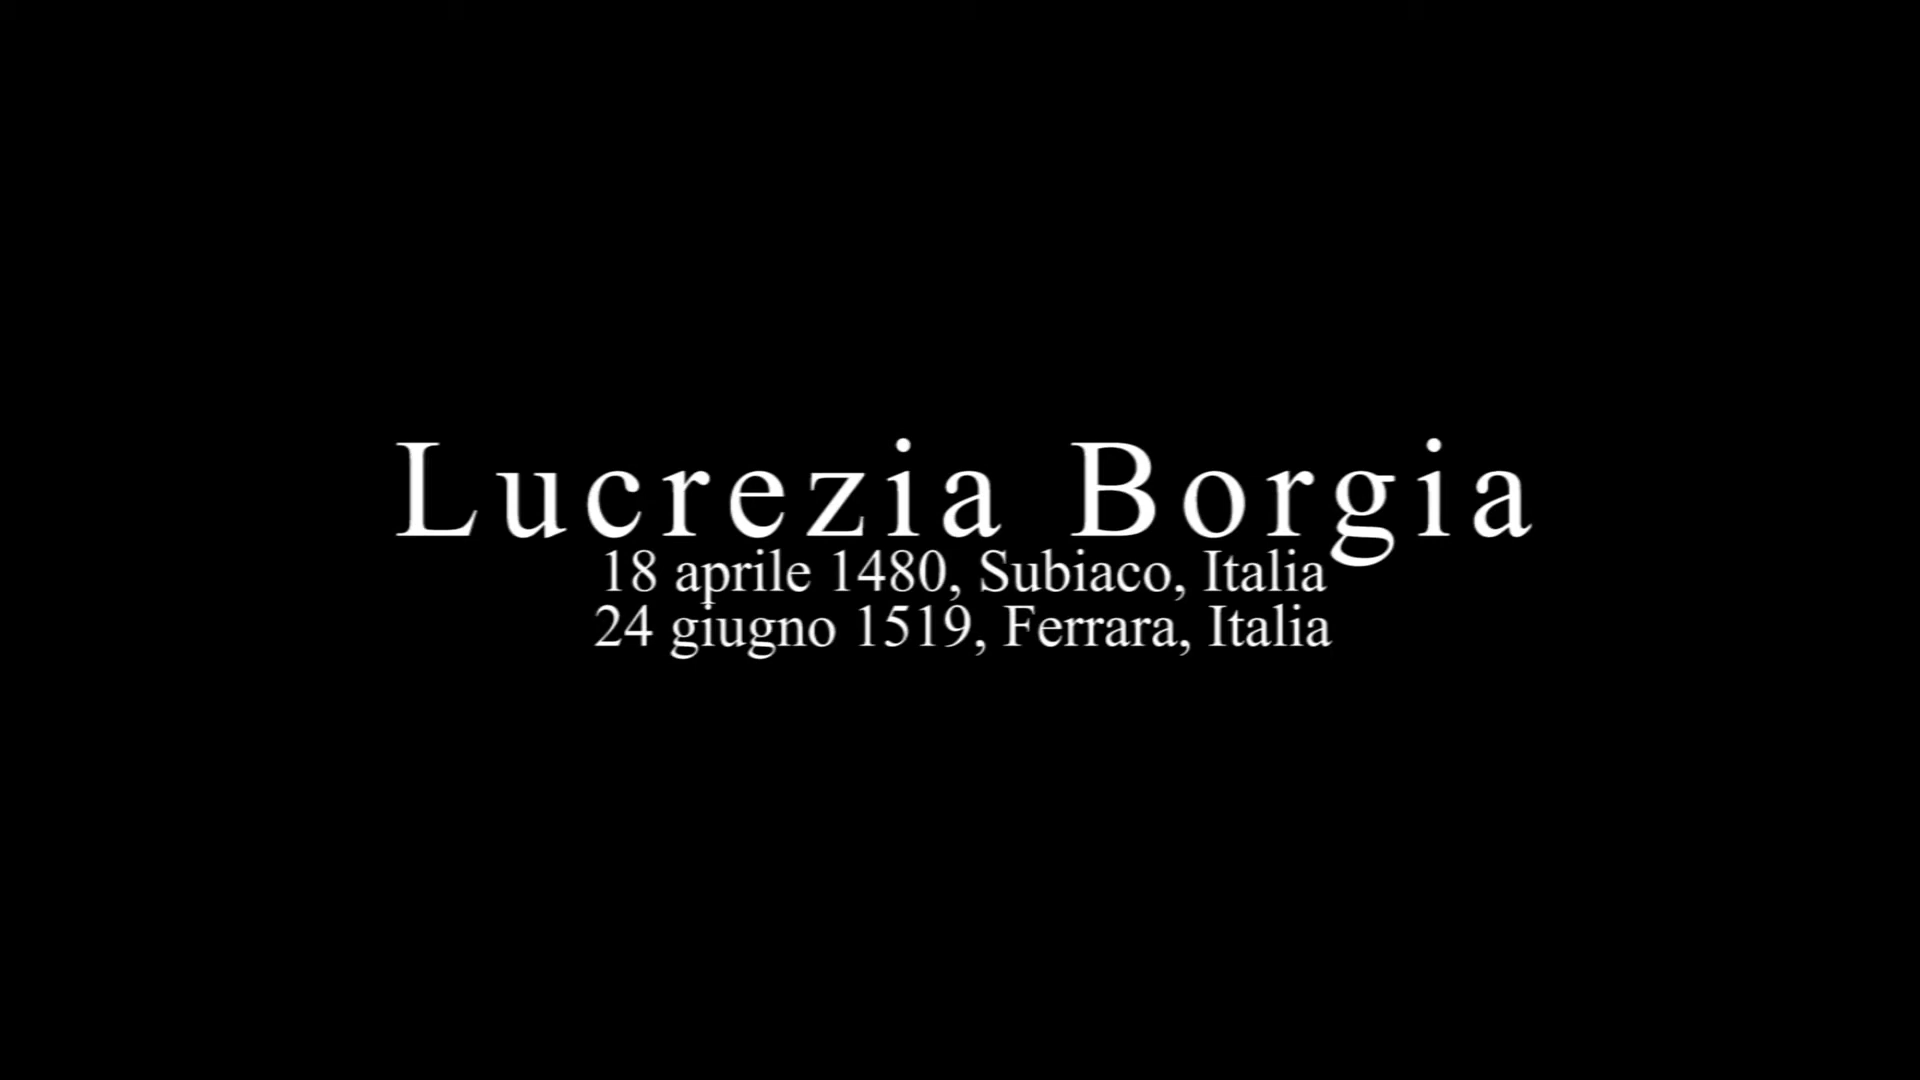 Lucrezia Borgia
18 aprile 1480, Subiaco, Italia
24 giugno 1519, Ferrara, Italia